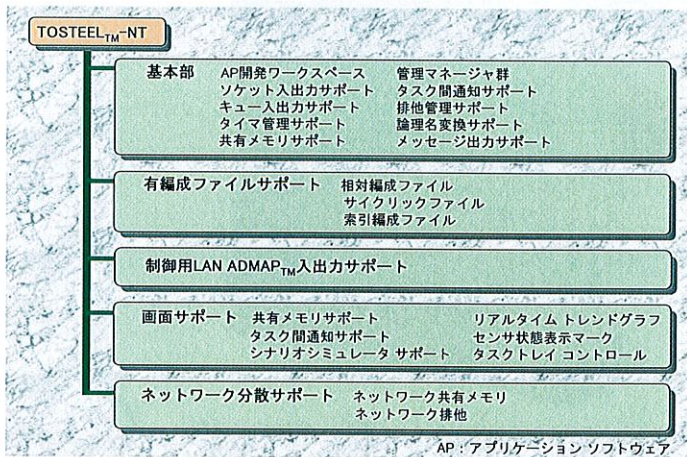 TOSTEEL™-NT
基本部 AP開発ワークスペース 管理マネージャ群
ソケット入出力サポート タスク間通知サポート
キュー入出力サポート 排他管理サポート
タイマ管理サポート 論理名変換サポート
共有メモリサポート メッセージ出力サポート
有編成ファイルサポート 相対編成ファイル
サイクリックファイル
索引編成ファイル
制御用LAN ADMAP™入出力サポート
画面サポート 共有メモリサポート リアルタイム トレンドグラフ
タスク間通知サポート センサ状態表示マーク
シナリオシミュレータ サポート タスクトレイ コントロール
ネットワーク分散サポート ネットワーク共有メモリ
ネットワーク排他
AP：アプリケーション ソフトウェア